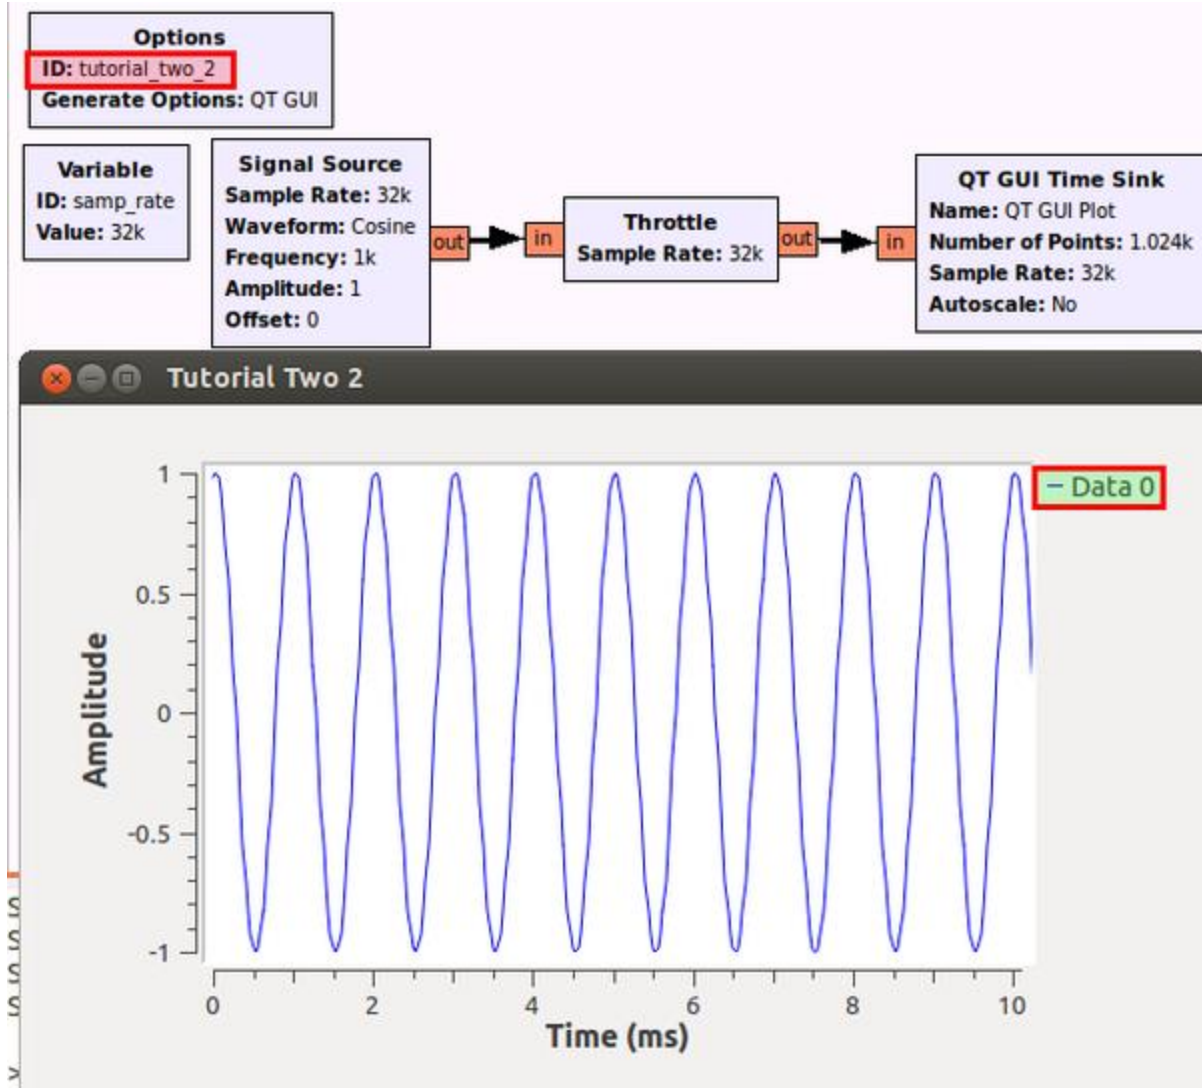 Options
ID: tutorial_two_2
Generate Options: QT GUI
Variable
ID: samp_rate
Value: 32k
Signal Source
Sample Rate: 32k
Waveform: Cosine
Frequency: 1k
Amplitude: 1
Offset: 0
out
in
Throttle
Sample Rate: 32k
out
in
QT GUI Time Sink
Name: QT GUI Plot
Number of Points: 1.024k
Sample Rate: 32k
Autoscale: No
Tutorial Two 2
1
0.5
0
-0.5
-1
Amplitude
Data 0
0 2 4 6 8 10
Time (ms)
>